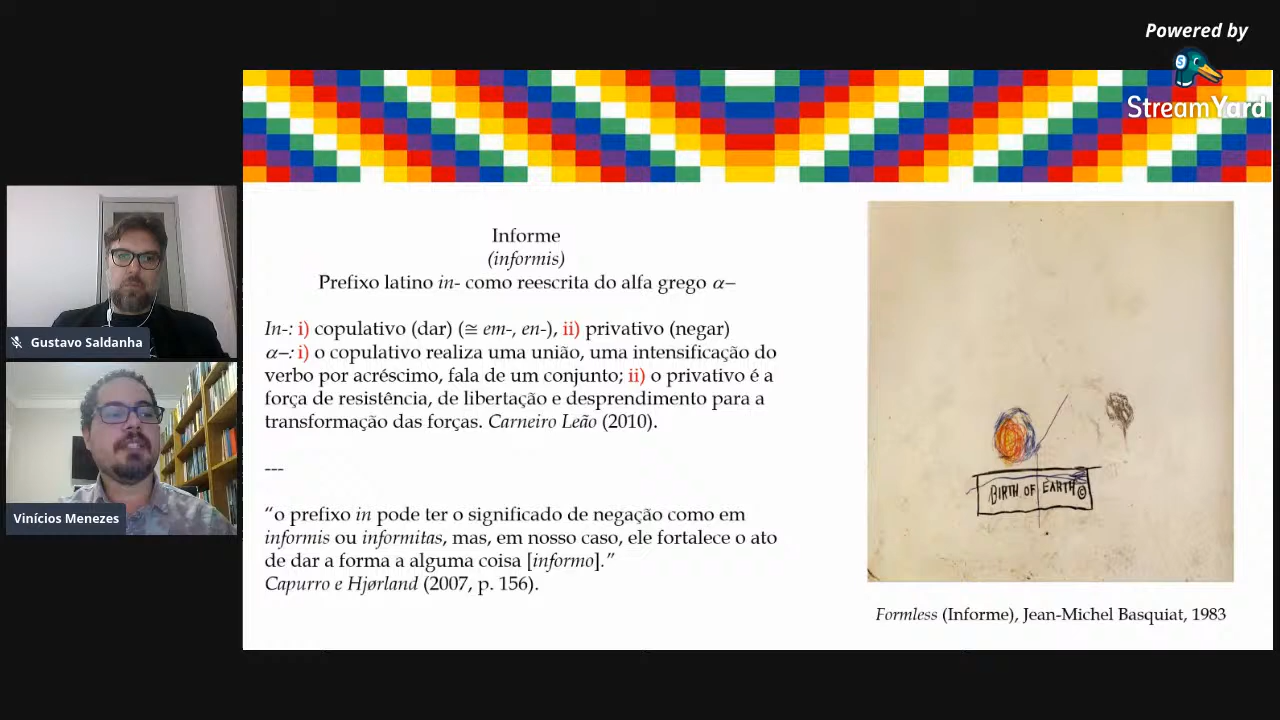 Powered by
StreamYard
Informe
(informis)
Prefixo latino in- como reescrita do alfa grego α–
In-: i) copulativo (dar) (≅ em-, en-), ii) privativo (negar)
α–: i) o copulativo realiza uma união, uma intensificação do
verbo por acréscimo, fala de um conjunto; ii) o privativo é a
força de resistência, de libertação e desprendimento para a
transformação das forças. Carneiro Leão (2010).
---
“o prefixo in pode ter o significado de negação como em
informis ou informitas, mas, em nosso caso, ele fortalece o ato
de dar a forma a alguma coisa [informo].”
Capurro e Hjørland (2007, p. 156).
BIRTH OF EARTH©
Formless (Informe), Jean-Michel Basquiat, 1983
Gustavo Saldanha
Vinícios Menezes